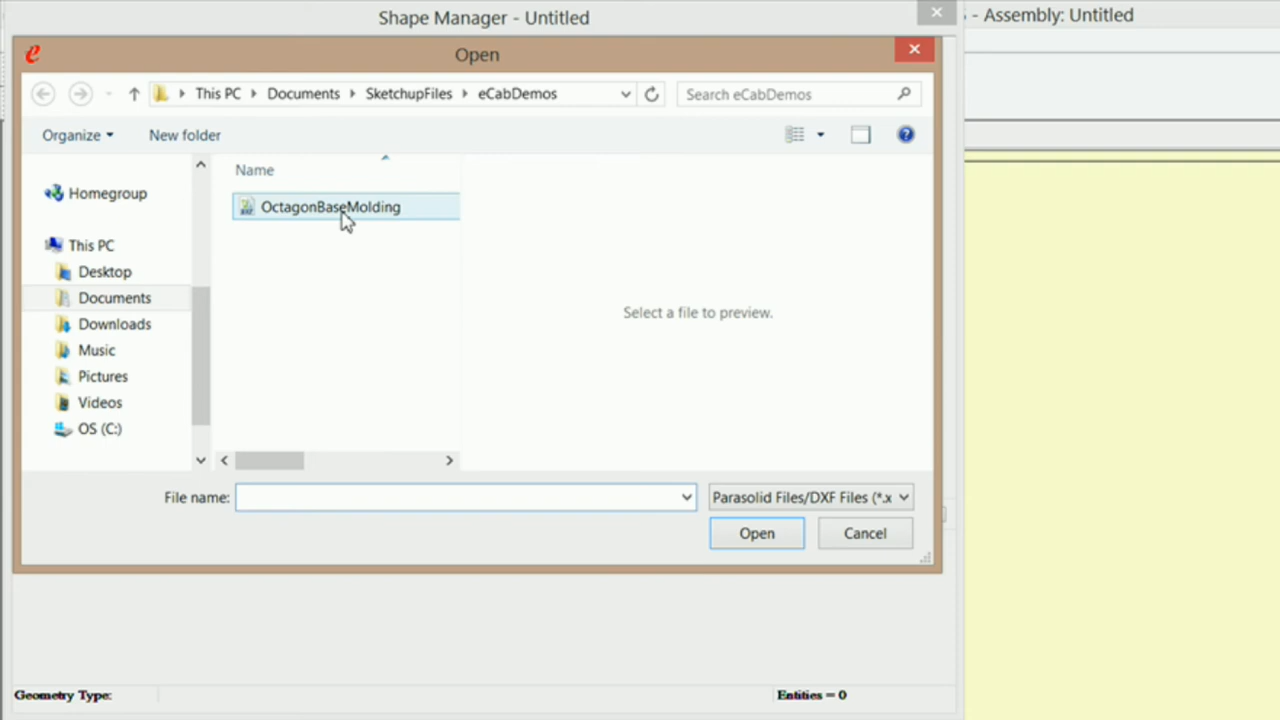 Shape Manager - Untitled
- Assembly: Untitled
Open
This PC Documents SketchupFiles eCabDemos
Search eCabDemos
Organize
New folder
Name
Homegroup
OctagonBaseMolding
This PC
Desktop
Documents
Downloads
Music
Pictures
Videos
OS (C:)
Select a file to preview.
File name:
Parasolid Files/DXF Files (*.x
Open
Cancel
Geometry Type:
Entities = 0